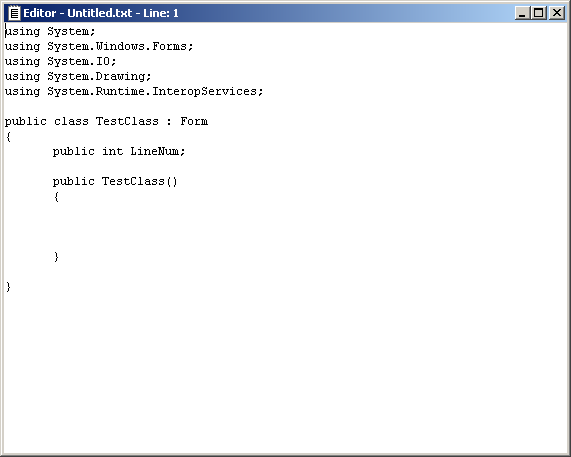 Editor - Untitled.txt - Line: 1
using System;
using System.Windows.Forms;
using System.IO;
using System.Drawing;
using System.Runtime.InteropServices;
public class TestClass : Form
{
public int LineNum;
public TestClass()
{
}
}